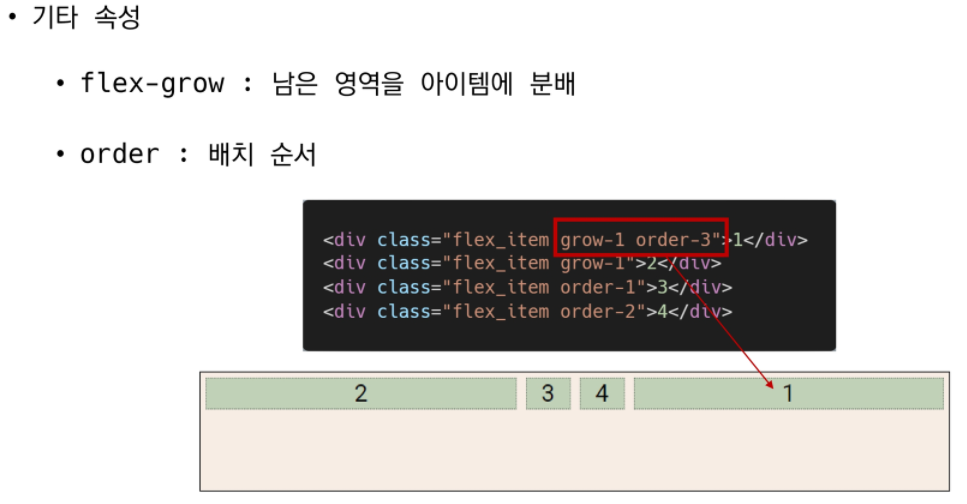 • 기타 속성
• flex-grow : 남은 영역을 아이템에 분배
• order : 배치 순서
<div class="flex_item grow-1 order-3">1</div>
<div class="flex_item grow-1">2</div>
<div class="flex_item order-1">3</div>
<div class="flex_item order-2">4</div>
2 3 4 1